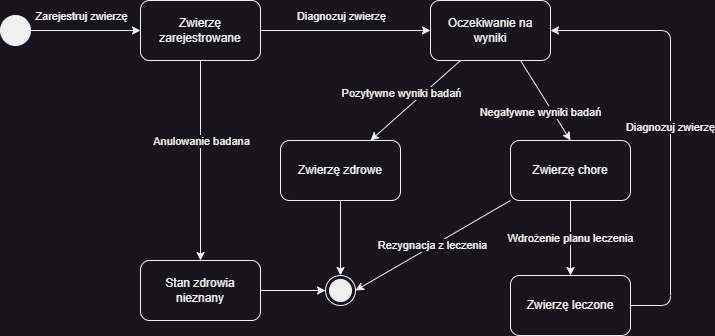 Zarejestruj zwierzę
Zwierzę
zarejestrowane
Diagnozuj zwierzę
Oczekiwanie na
wyniki
Pozytywne wyniki badań
Negatywne wyniki badań
Diagnozuj zwierzę
Anulowanie badana
Zwierzę zdrowe
Zwierzę chore
Rezygnacja z leczenia
Wdrożenie planu leczenia
Stan zdrowia
nieznany
Zwierzę leczone